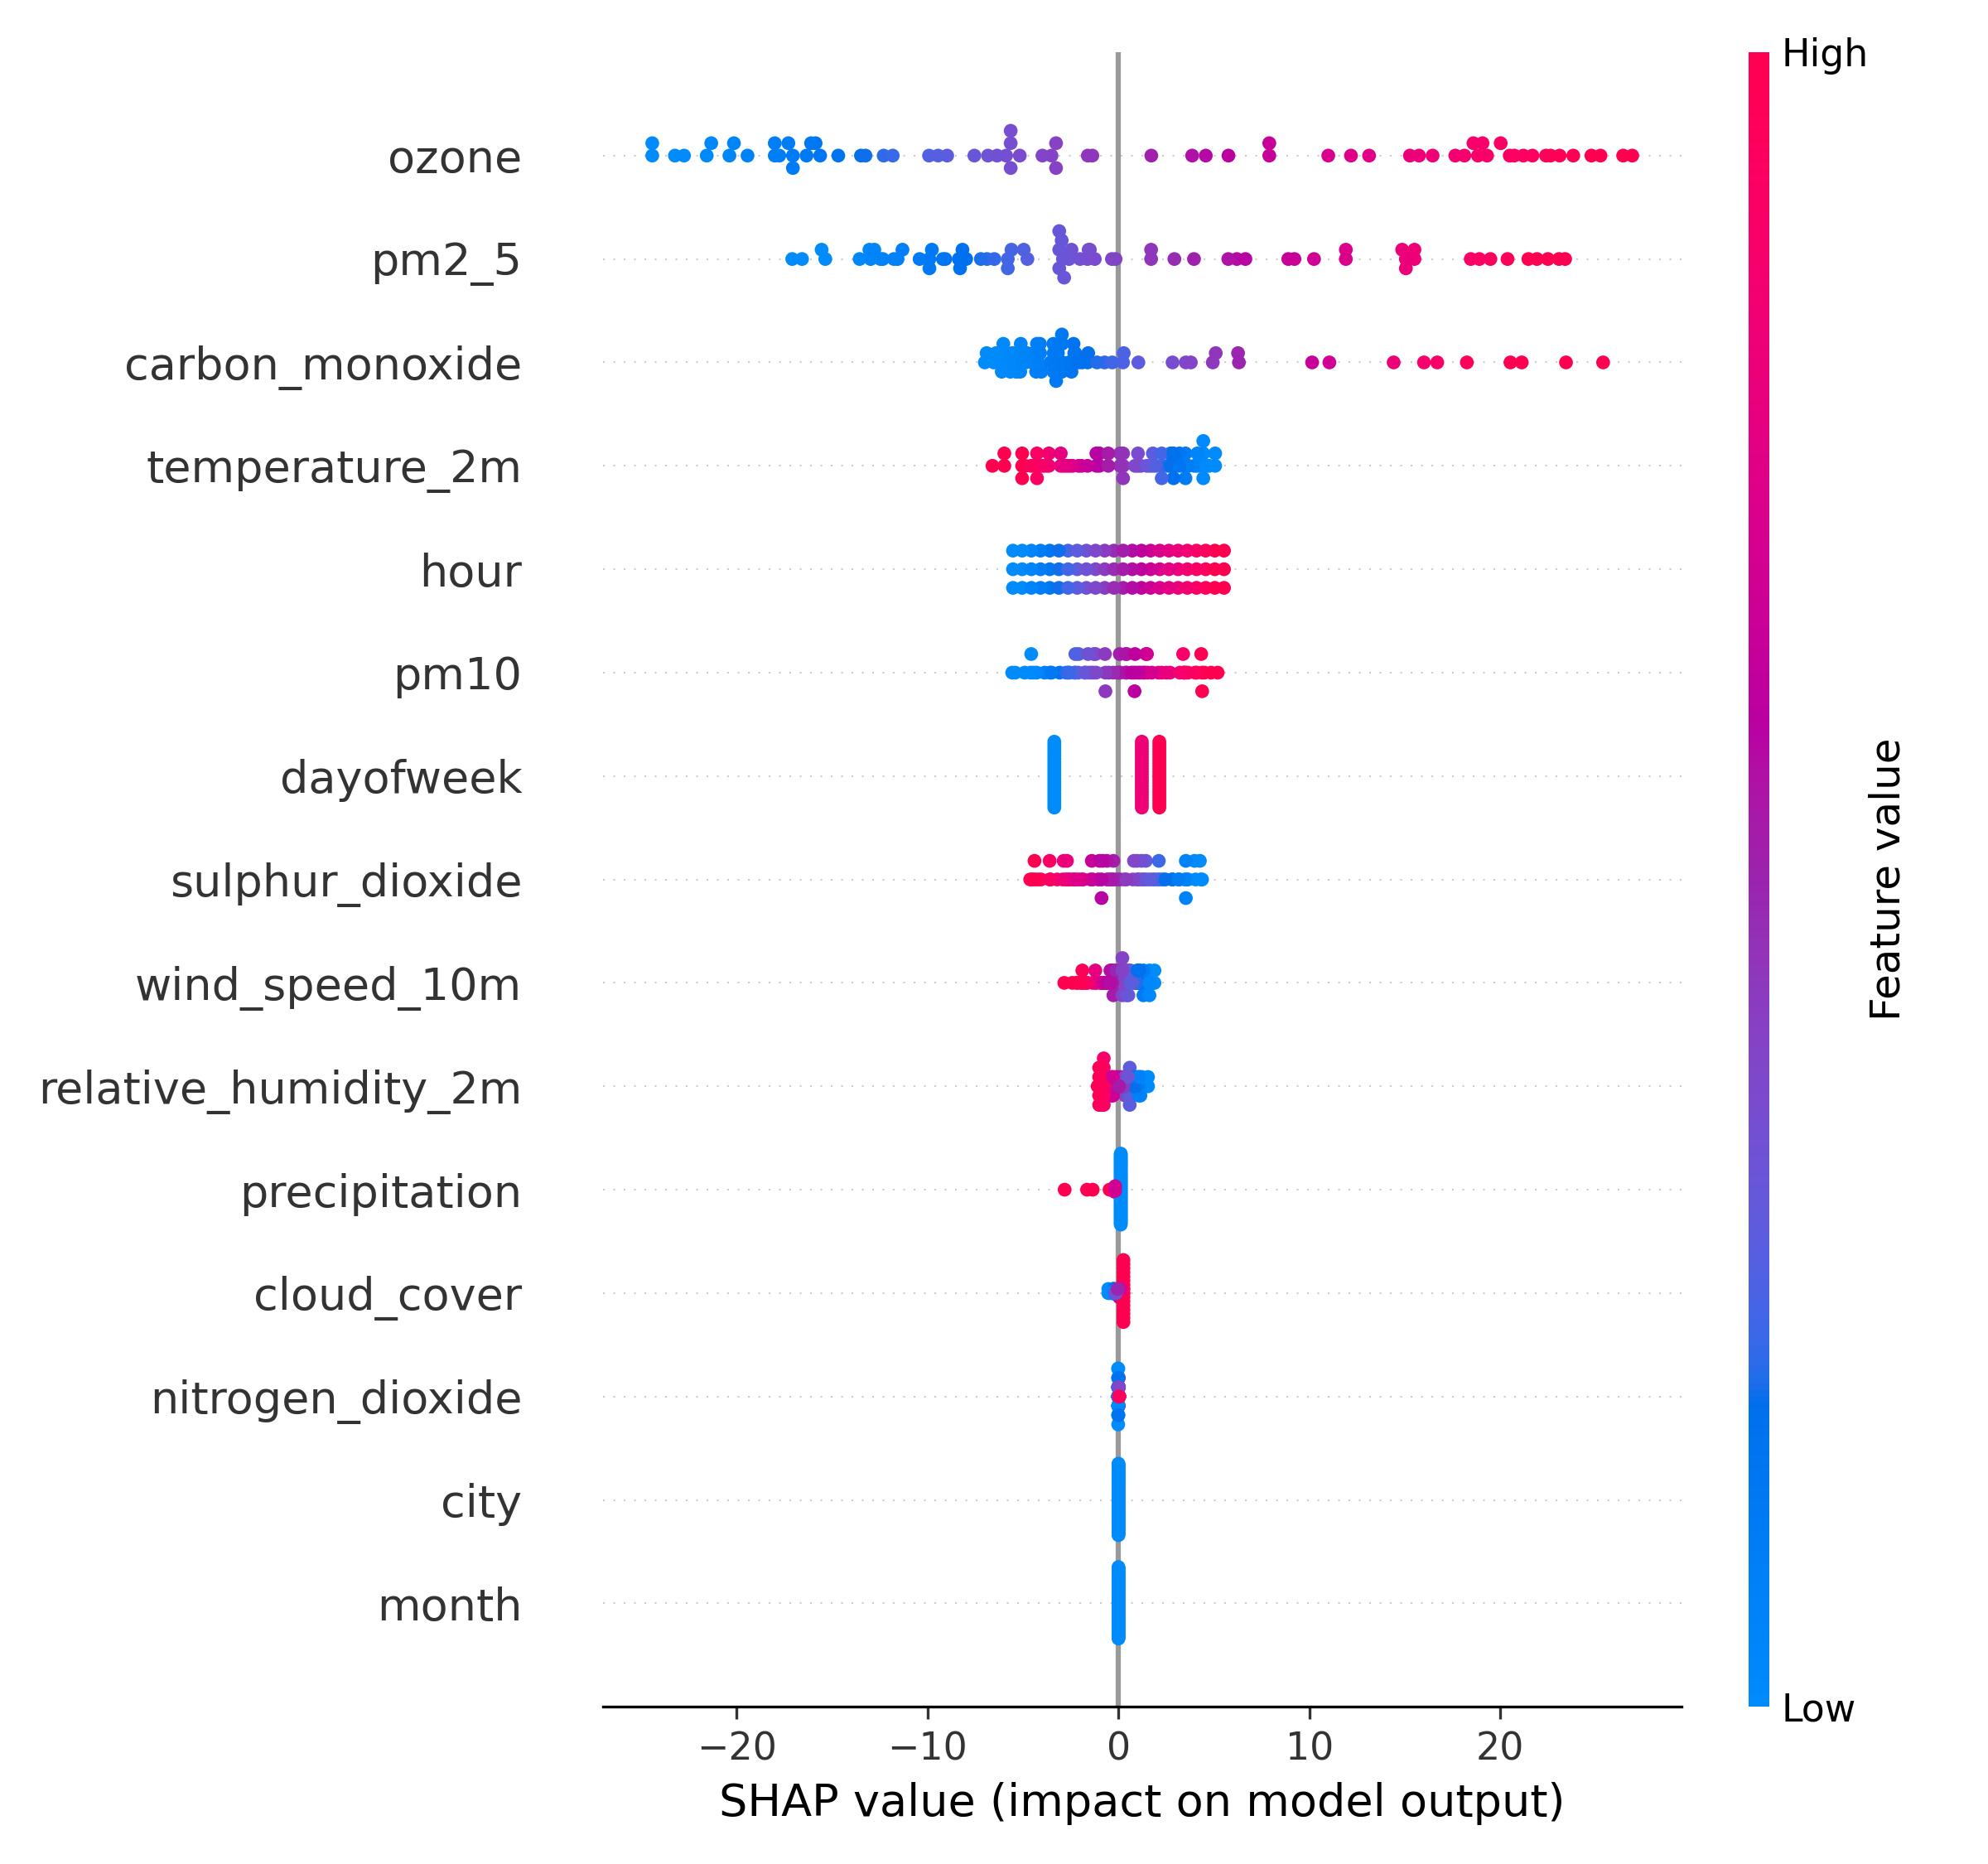 High
ozone
pm2_5
carbon_monoxide
temperature_2m
hour
pm10
dayofweek
sulphur_dioxide
wind_speed_10m
relative_humidity_2m
precipitation
cloud_cover
nitrogen_dioxide
city
month
Feature value
Low
−20 −10 0 10 20
SHAP value (impact on model output)